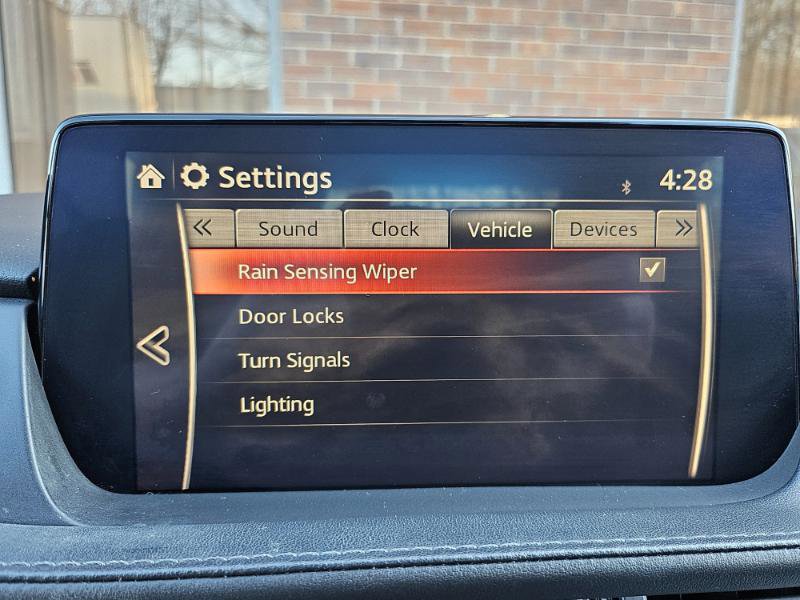 Settings 4:28
Sound Clock Vehicle Devices
Rain Sensing Wiper
Door Locks
Turn Signals
Lighting